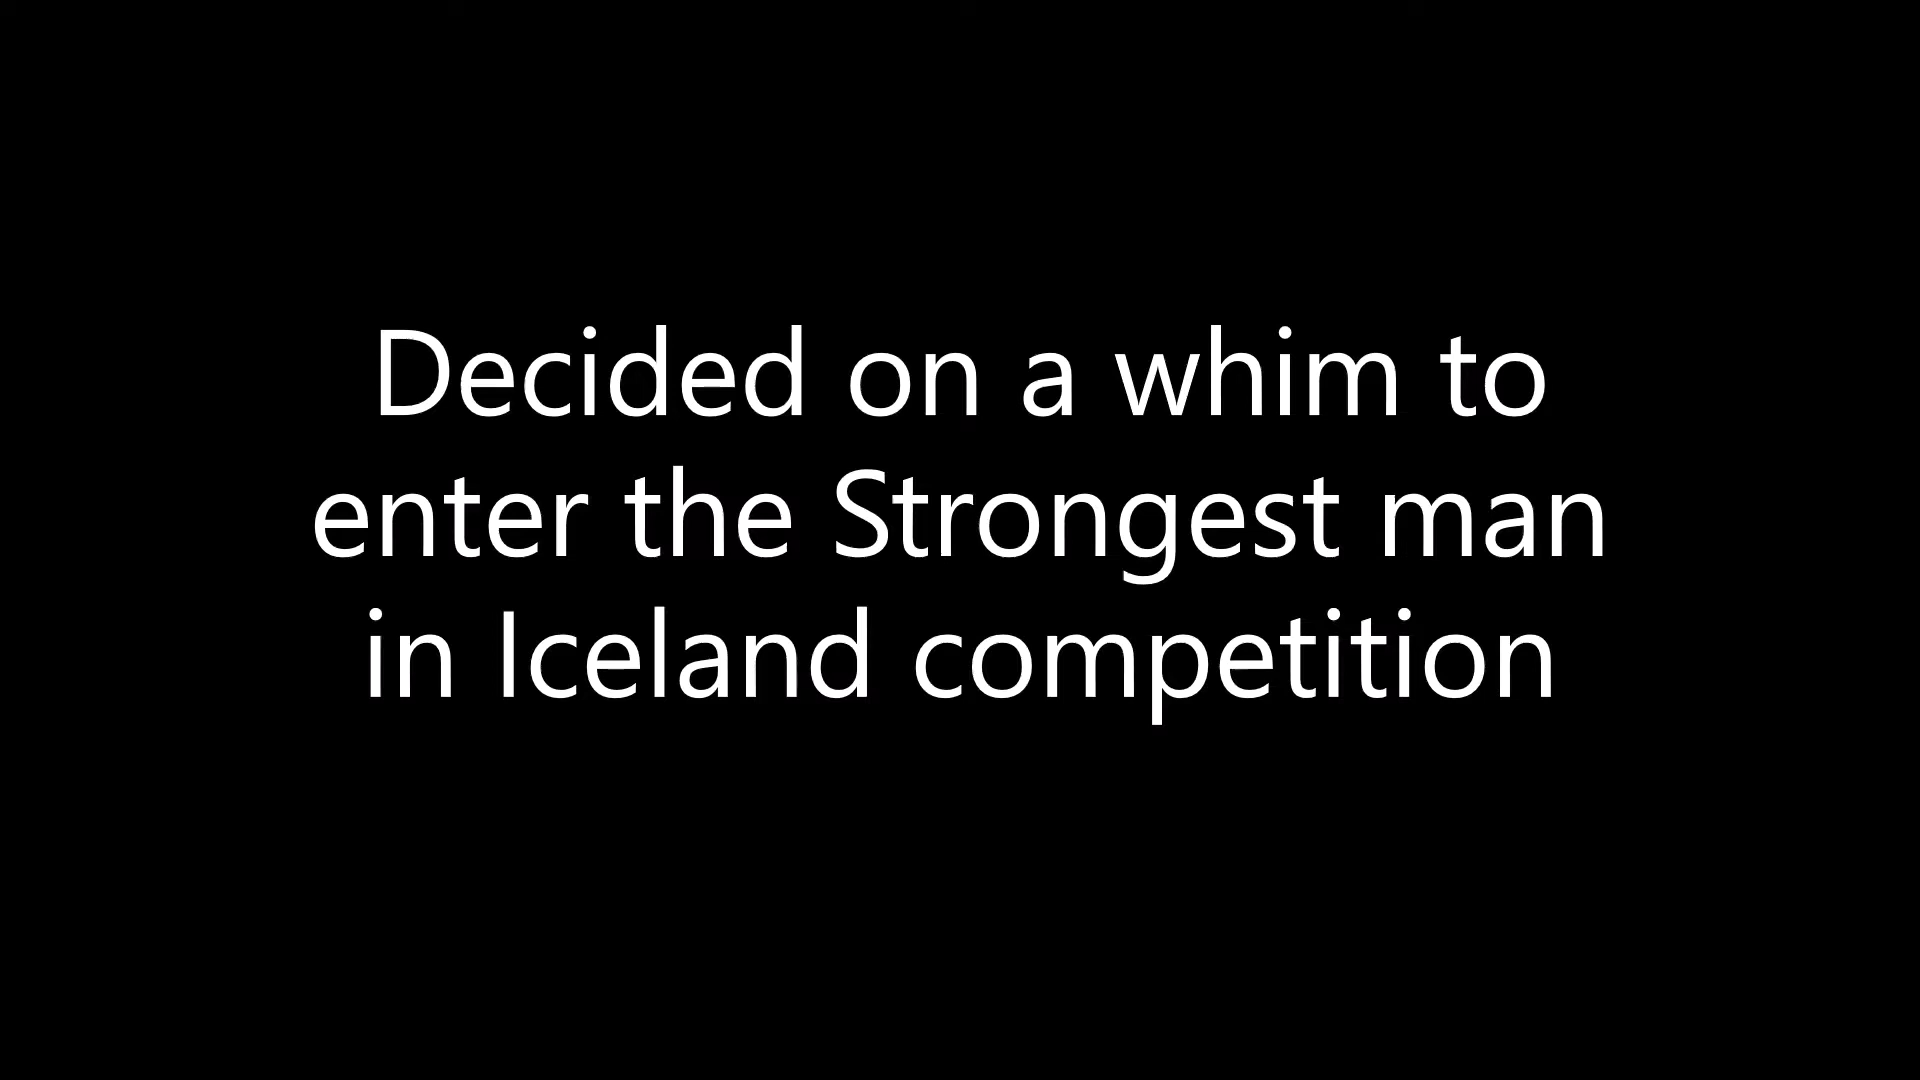 Decided on a whim to
enter the Strongest man
in Iceland competition